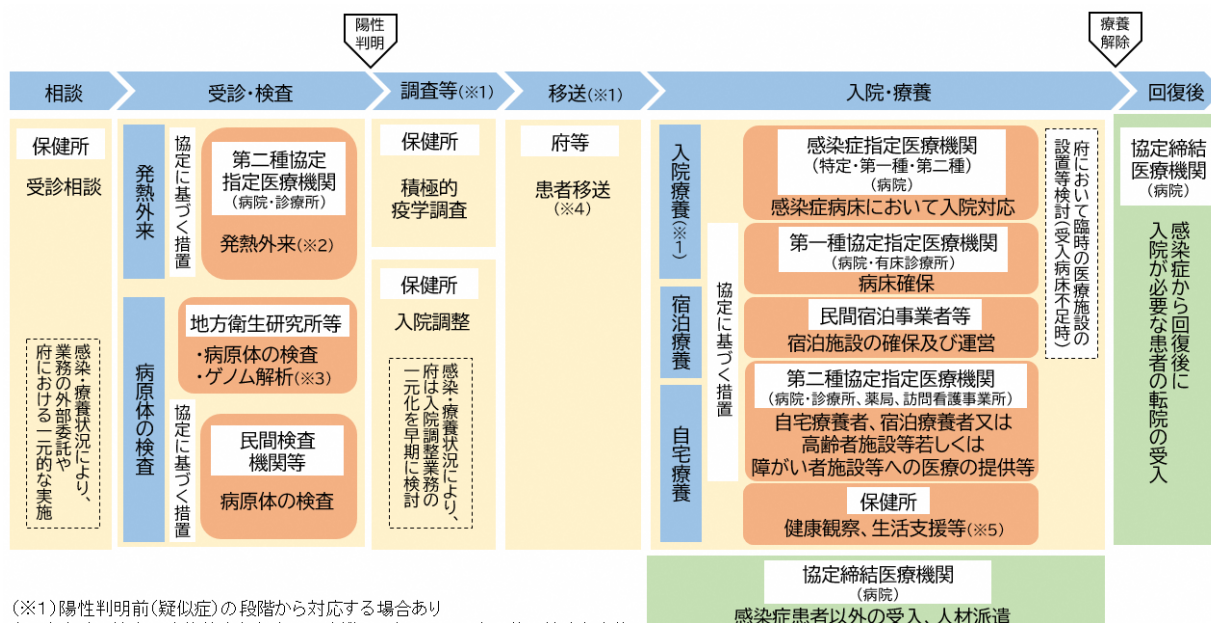 陽性
判明
療養
解除
相談
受診・検査
調査等(※1)
移送(※1)
入院・療養
回復後
保健所
受診相談
感染・療養状況により、
業務の外部委託や
府における一元的な実施
発熱外来
協定に基づく措置
第二種協定
指定医療機関
(病院・診療所)
発熱外来(※2)
病原体の検査
地方衛生研究所等
・病原体の検査
・ゲノム解析(※3)
協定に基づく措置
民間検査
機関等
病原体の検査
保健所
積極的
疫学調査
保健所
入院調整
感染・療養状況により、
府は入院調整業務の
一元化を早期に検討
府等
患者移送
(※4)
入院療養(※1)
宿泊療養
自宅療養
協定に基づく措置
感染症指定医療機関
(特定・第一種・第二種)
(病院)
感染症病床において入院対応
第一種協定指定医療機関
(病院・有床診療所)
病床確保
民間宿泊事業者等
宿泊施設の確保及び運営
第二種協定指定医療機関
(病院・診療所、薬局、訪問看護事業所)
自宅療養者、宿泊療養者又は
高齢者施設等若しくは
障がい者施設等への医療の提供等
保健所
健康観察、生活支援等(※5)
府において臨時の医療施設の
設置等検討(受入病床不足時)
協定締結
医療機関
(病院)
感染症から回復後に
入院が必要な患者の転院の受入
協定締結医療機関
(病院)
感染症患者以外の受入、人材派遣
(※1)陽性判明前(疑似症)の段階から対応する場合あり